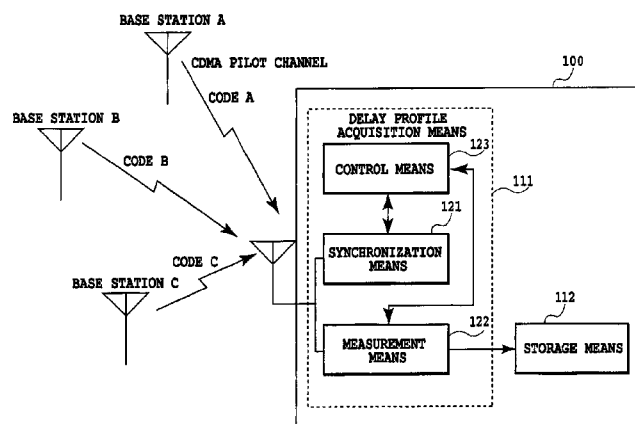 BASE STATION A
CDMA PILOT CHANNEL
100
CODE A
BASE STATION B
DELAY PROFILE
ACQUISITION MEANS
123
CONTROL MEANS
111
CODE B
121
SYNCHRONIZATION
MEANS
CODE C
BASE STATION C
122
112
MEASUREMENT
MEANS
STORAGE MEANS